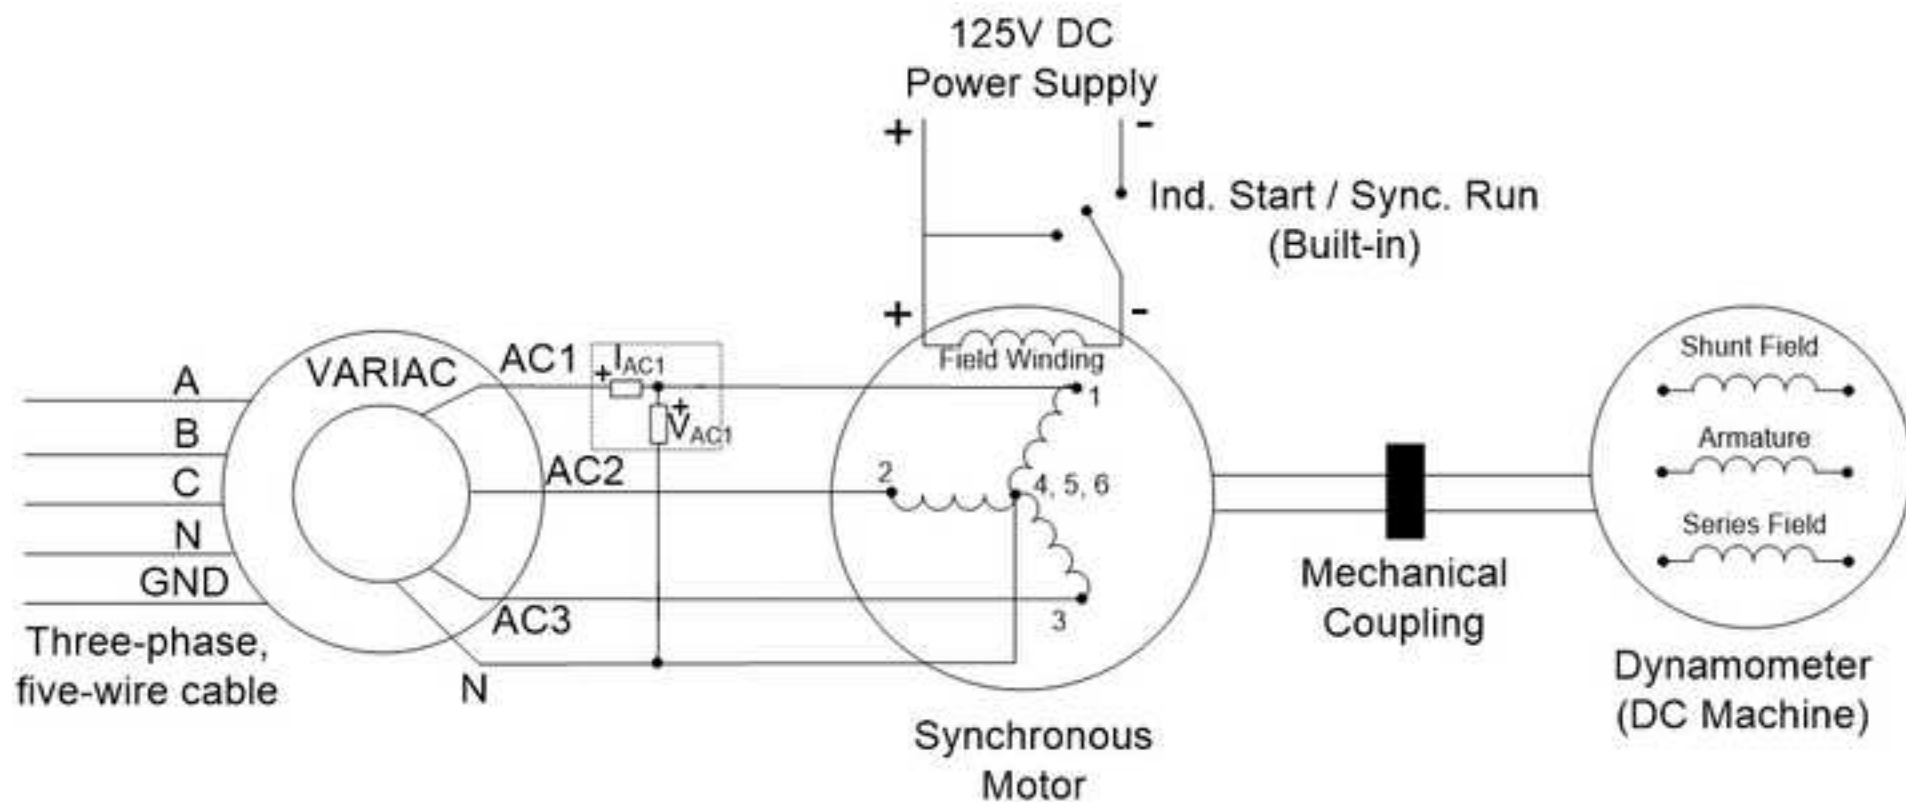 125V DC
Power Supply
+ -
Ind. Start / Sync. Run
(Built-in)
+ -
Field Winding
VARIAC
AC1
+ I_AC1
+ V_AC1
A
B
C
N
GND
Three-phase,
five-wire cable
AC2
AC3
N
1
2
4, 5, 6
3
Synchronous
Motor
Mechanical
Coupling
Shunt Field
Armature
Series Field
Dynamometer
(DC Machine)